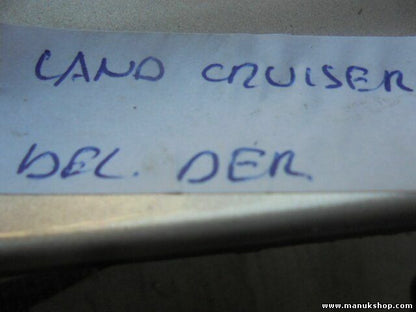 LAND CRUISER
DEL. DER.
www.manukshop.com